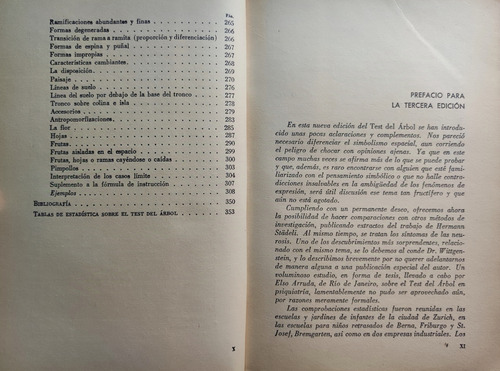 Pág.
Ramificaciones abundantes y finas . . . . . . . . . . 265
Formas degeneradas . . . . . . . . . . 266
Transición de rama a ramita (proporción y diferenciación) . 266
Formas de espina y puñal . . . . . . . . . . 267
Formas impropias . . . . . . . . . . 266
Características cambiantes . . . . . . . . . . 268
La disposición . . . . . . . . . . 269
Paisaje . . . . . . . . . . 270
Líneas de suelo . . . . . . . . . . 276
Línea del suelo por debajo de la base del tronco . . . . 277
Tronco sobre colina e isla . . . . . . . . . . 278
Accesorios . . . . . . . . . . 279
Antropomorfizaciones . . . . . . . . . . 280
La flor . . . . . . . . . . 285
Hojas . . . . . . . . . . 287
Frutas . . . . . . . . . . 290
Frutas aisladas en el espacio . . . . . . . . . . 299
Frutas, hojas o ramas cayéndose o caídas . . . . . . 300
Pimpollos . . . . . . . . . . 303
Interpretación de los casos límite . . . . . . . . . . 304
Suplemento a la fórmula de instrucción . . . . . . . 307
Ejemplos . . . . . . . . . . 308
Bibliografía . . . . . . . . . . 350
Tablas de estadística sobre el test del árbol . . . . . 353
X
PREFACIO PARA
LA TERCERA EDICIÓN
En esta nueva edición del Test del Árbol se han intro-
ducido unas pocas aclaraciones y complementos. Nos pareció
necesario diferenciar el simbolismo espacial, aun corriendo
el peligro de chocar con opiniones ajenas. Ya que en este
campo muchas veces se afirma más de lo que se puede probar y
que, además, es raro encontrarse con alguien que esté fami-
liarizado con el pensamiento simbólico o que no halle contra-
dicciones insalvables en la ambigüedad de los fenómenos de
expresión, será útil discutir ese tema tan fructífero y que
aún no está agotado.
Cumpliendo con un permanente deseo, ofrecemos ahora
la posibilidad de hacer comparaciones con otros métodos de
investigación, publicando extractos del trabajo de Hermann
Städeli. Al mismo tiempo, se tratan los síntomas de las neu-
rosis. Uno de los descubrimientos más sorprendentes, relacio-
nado con el mismo tema, se lo debemos al conde Dr. Wittgen-
stein, y lo describimos brevemente por no querer adelantarnos
de manera alguna a una publicación especial del autor. Un
voluminoso estudio, en forma de tesis, llevado a cabo por
Elso Arruda, de Río de Janeiro, sobre el Test del Árbol en
psiquiatría, lamentablemente no pudo ser aprovechado aún, por
razones meramente formales.
Las comprobaciones estadísticas fueron reunidas en las
escuelas y jardines de infantes de la ciudad de Zurich, en
las escuelas para niños retrasados de Berna, Friburgo y St.
Josef, Bremgarten, así como en dos empresas industriales. Los
XI